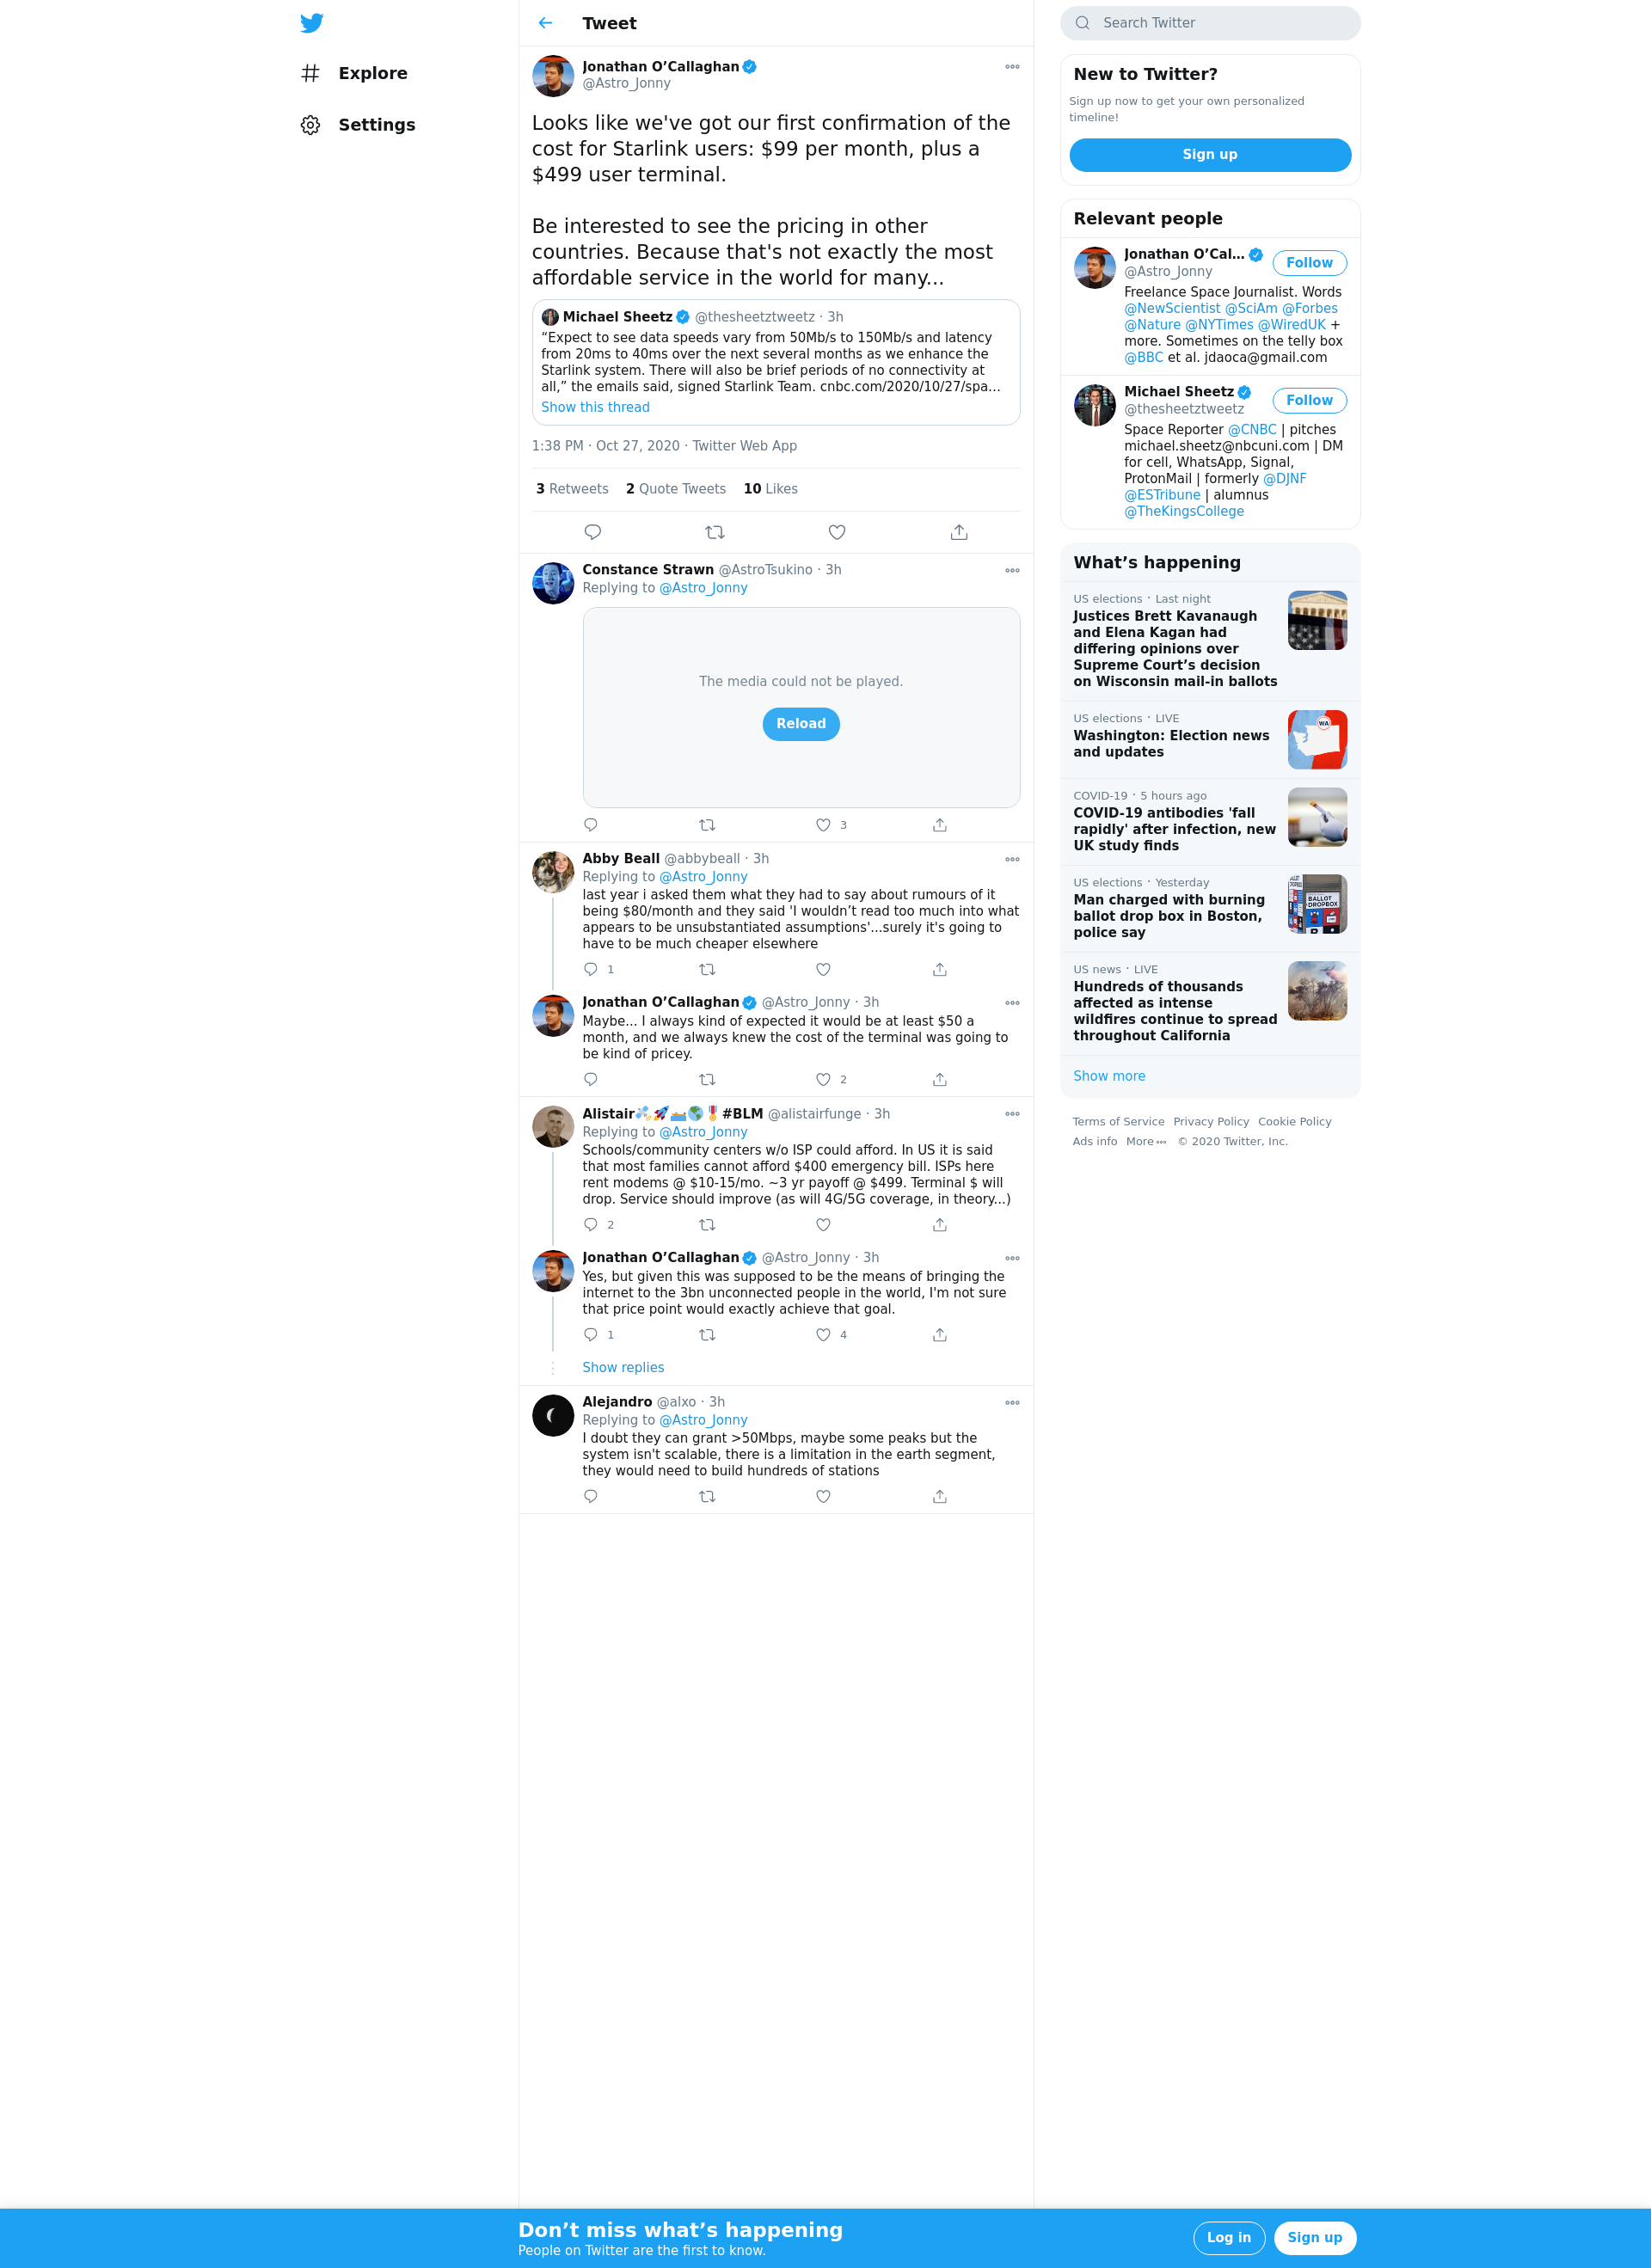 Explore
Settings
Tweet
Jonathan O’Callaghan
@Astro_Jonny
Looks like we've got our first confirmation of the
cost for Starlink users: $99 per month, plus a
$499 user terminal.
Be interested to see the pricing in other
countries. Because that's not exactly the most
affordable service in the world for many...
Michael Sheetz @thesheetztweetz · 3h
“Expect to see data speeds vary from 50Mb/s to 150Mb/s and latency
from 20ms to 40ms over the next several months as we enhance the
Starlink system. There will also be brief periods of no connectivity at
all,” the emails said, signed Starlink Team. cnbc.com/2020/10/27/spa…
Show this thread
1:38 PM · Oct 27, 2020 · Twitter Web App
3 Retweets 2 Quote Tweets 10 Likes
Constance Strawn @AstroTsukino · 3h
Replying to @Astro_Jonny
The media could not be played.
Reload
3
Abby Beall @abbybeall · 3h
Replying to @Astro_Jonny
last year i asked them what they had to say about rumours of it
being $80/month and they said 'I wouldn’t read too much into what
appears to be unsubstantiated assumptions'...surely it's going to
have to be much cheaper elsewhere
1
Jonathan O’Callaghan @Astro_Jonny · 3h
Maybe... I always kind of expected it would be at least $50 a
month, and we always knew the cost of the terminal was going to
be kind of pricey.
2
Alistair🛰️🚀🛶🌎🎖️#BLM @alistairfunge · 3h
Replying to @Astro_Jonny
Schools/community centers w/o ISP could afford. In US it is said
that most families cannot afford $400 emergency bill. ISPs here
rent modems @ $10-15/mo. ~3 yr payoff @ $499. Terminal $ will
drop. Service should improve (as will 4G/5G coverage, in theory...)
2
Jonathan O’Callaghan @Astro_Jonny · 3h
Yes, but given this was supposed to be the means of bringing the
internet to the 3bn unconnected people in the world, I'm not sure
that price point would exactly achieve that goal.
1 4
Show replies
Alejandro @alxo · 3h
Replying to @Astro_Jonny
I doubt they can grant >50Mbps, maybe some peaks but the
system isn't scalable, there is a limitation in the earth segment,
they would need to build hundreds of stations
Search Twitter
New to Twitter?
Sign up now to get your own personalized
timeline!
Sign up
Relevant people
Jonathan O’Cal…
Follow
@Astro_Jonny
Freelance Space Journalist. Words
@NewScientist @SciAm @Forbes
@Nature @NYTimes @WiredUK +
more. Sometimes on the telly box
@BBC et al. jdaoca@gmail.com
Michael Sheetz
Follow
@thesheetztweetz
Space Reporter @CNBC | pitches
michael.sheetz@nbcuni.com | DM
for cell, WhatsApp, Signal,
ProtonMail | formerly @DJNF
@ESTribune | alumnus
@TheKingsCollege
What’s happening
US elections · Last night
Justices Brett Kavanaugh
and Elena Kagan had
differing opinions over
Supreme Court’s decision
on Wisconsin mail-in ballots
US elections · LIVE
Washington: Election news
and updates
WA
COVID-19 · 5 hours ago
COVID-19 antibodies 'fall
rapidly' after infection, new
UK study finds
US elections · Yesterday
Man charged with burning
ballot drop box in Boston,
police say
BALLOT
DROPBOX
US news · LIVE
Hundreds of thousands
affected as intense
wildfires continue to spread
throughout California
Show more
Terms of Service Privacy Policy Cookie Policy
Ads info More © 2020 Twitter, Inc.
Don’t miss what’s happening
People on Twitter are the first to know.
Log in
Sign up